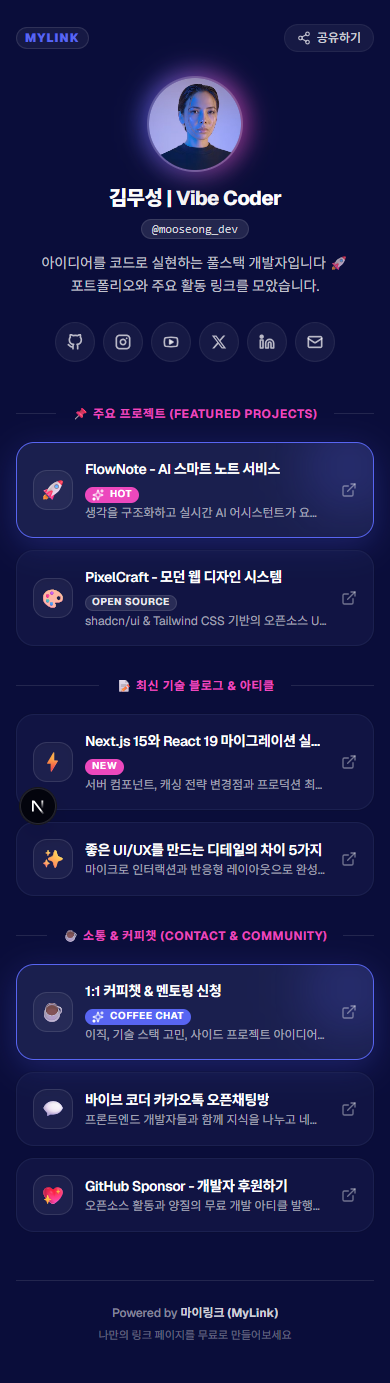 MYLINK
공유하기
김무성 | Vibe Coder
@mooseong_dev
아이디어를 코드로 실현하는 풀스택 개발자입니다 🚀
포트폴리오와 주요 활동 링크를 모았습니다.
📌 주요 프로젝트 (FEATURED PROJECTS)
FlowNote - AI 스마트 노트 서비스
HOT
생각을 구조화하고 실시간 AI 어시스턴트가 요...
PixelCraft - 모던 웹 디자인 시스템
OPEN SOURCE
shadcn/ui & Tailwind CSS 기반의 오픈소스 U...
📝 최신 기술 블로그 & 아티클
Next.js 15와 React 19 마이그레이션 실...
NEW
서버 컴포넌트, 캐싱 전략 변경점과 프로덕션 최...
N
좋은 UI/UX를 만드는 디테일의 차이 5가지
마이크로 인터랙션과 반응형 레이아웃으로 완성...
☕ 소통 & 커피챗 (CONTACT & COMMUNITY)
1:1 커피챗 & 멘토링 신청
COFFEE CHAT
이직, 기술 스택 고민, 사이드 프로젝트 아이디어...
바이브 코더 카카오톡 오픈채팅방
프론트엔드 개발자들과 함께 지식을 나누고 네...
GitHub Sponsor - 개발자 후원하기
오픈소스 활동과 양질의 무료 개발 아티클 발행...
Powered by 마이링크 (MyLink)
나만의 링크 페이지를 무료로 만들어보세요